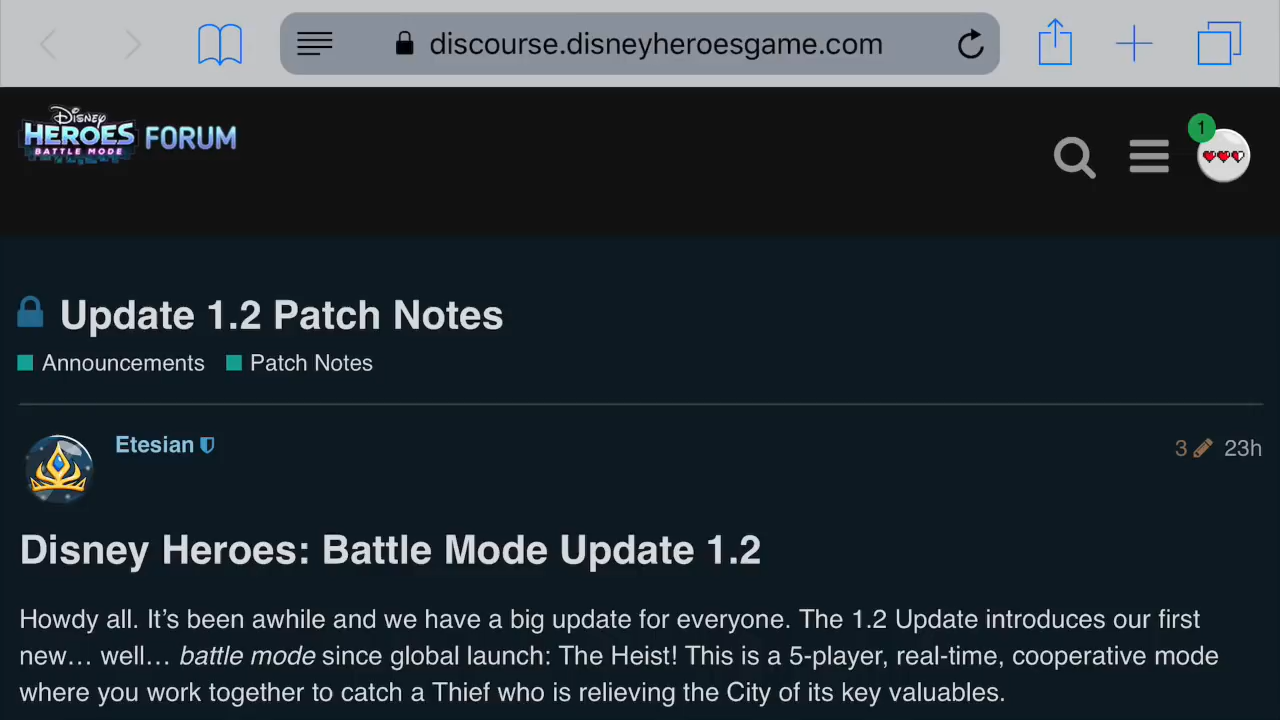 discourse.disneyheroesgame.com
Disney
HEROES FORUM
BATTLE MODE
1
Update 1.2 Patch Notes
Announcements Patch Notes
Etesian
3 23h
Disney Heroes: Battle Mode Update 1.2
Howdy all. It’s been awhile and we have a big update for everyone. The 1.2 Update introduces our first
new… well… battle mode since global launch: The Heist! This is a 5-player, real-time, cooperative mode
where you work together to catch a Thief who is relieving the City of its key valuables.